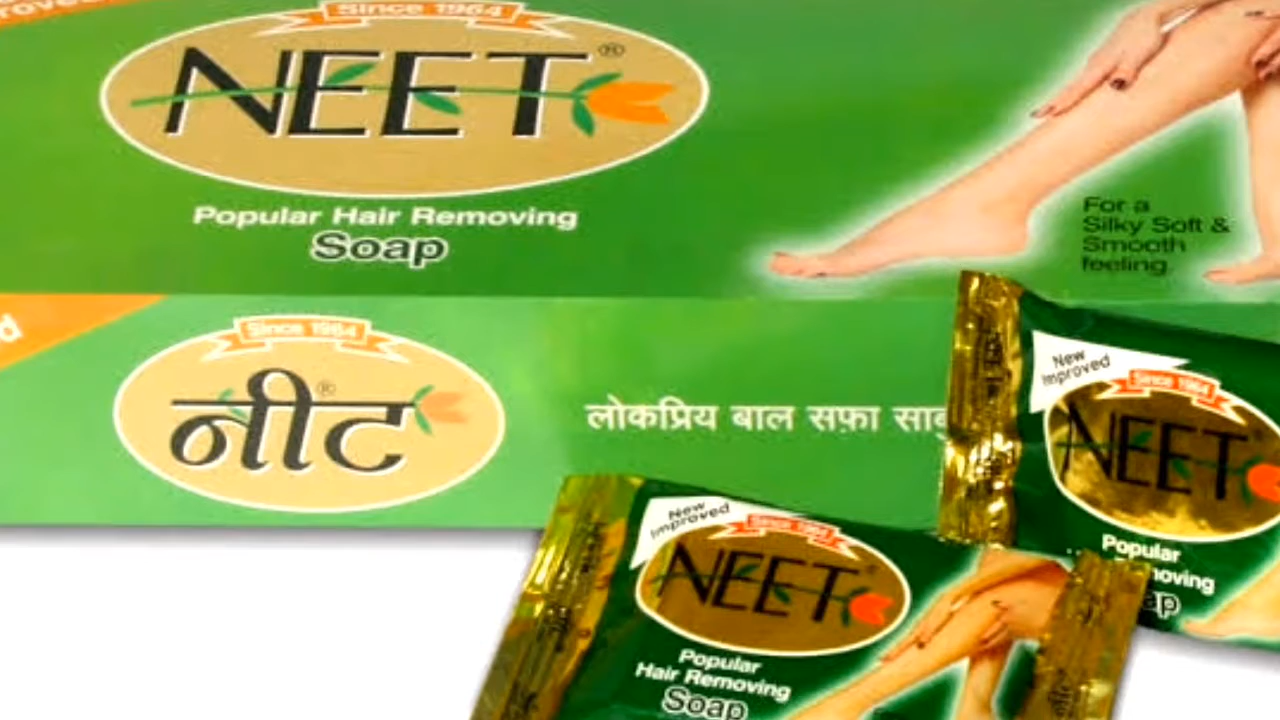 Since 1964
NEET®
Popular Hair Removing
Soap
For a
Silky Soft &
Smooth
feeling
Since 1964
नीट®
लोकप्रिय बाल सफ़ा
New
Improved
Since 1964
NEET
Popular
Soap
New
Improved
Since 1964
NEET
Popular
Hair Removing
Soap